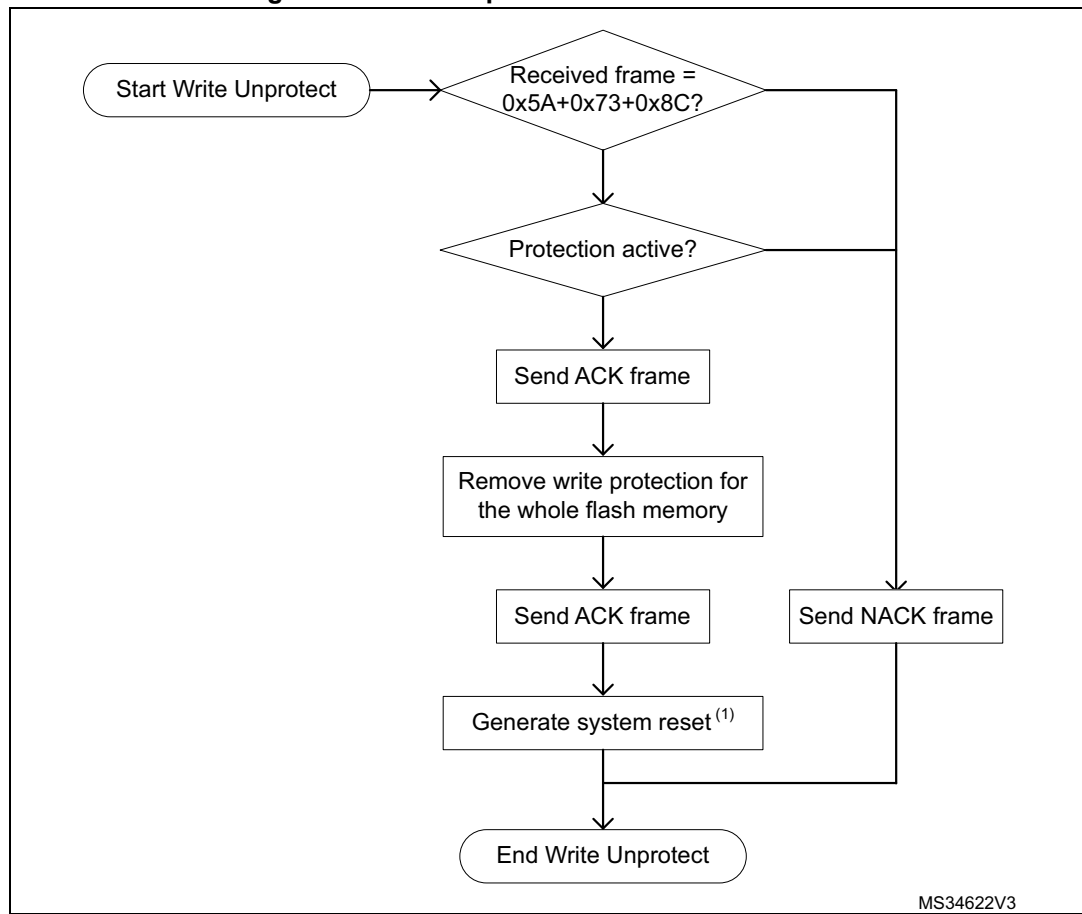 Start Write Unprotect
Received frame =
0x5A+0x73+0x8C?
Protection active?
Send ACK frame
Remove write protection for
the whole flash memory
Send ACK frame
Send NACK frame
Generate system reset (1)
End Write Unprotect
MS34622V3